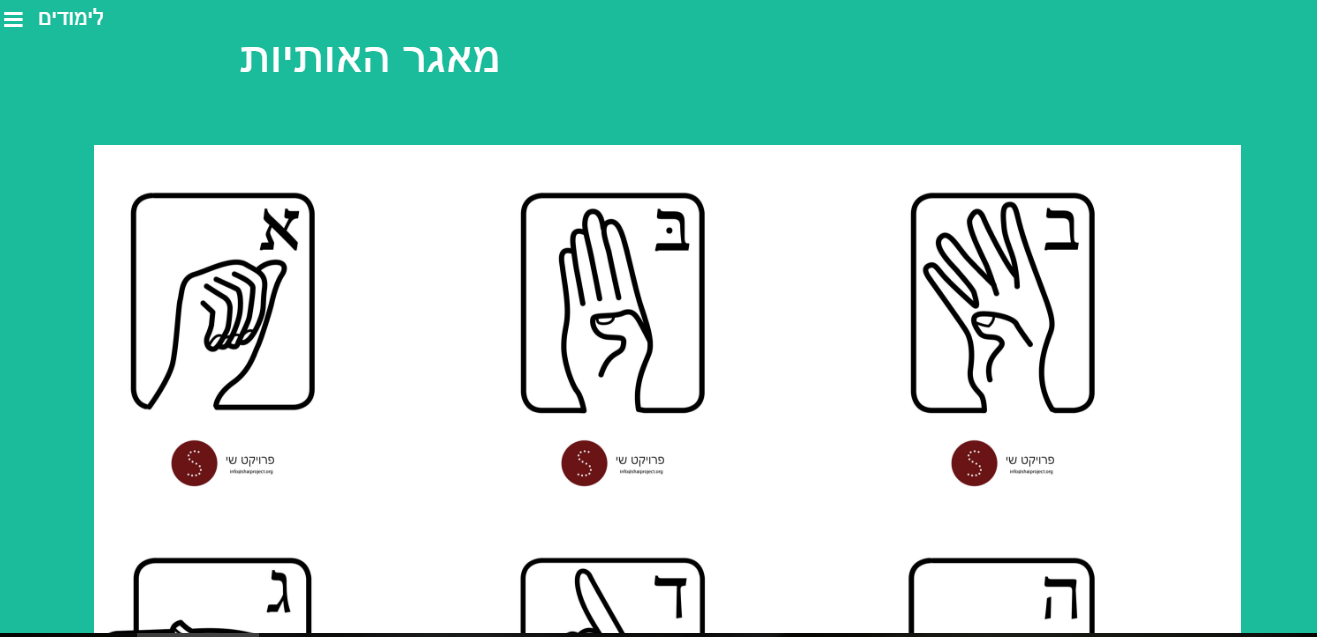 לימודים
מאגר האותיות
א
בּ
ב
פרויקט שי
info@shaiproject.org
פרויקט שי
info@shaiproject.org
פרויקט שי
info@shaiproject.org
ג
ד
ה